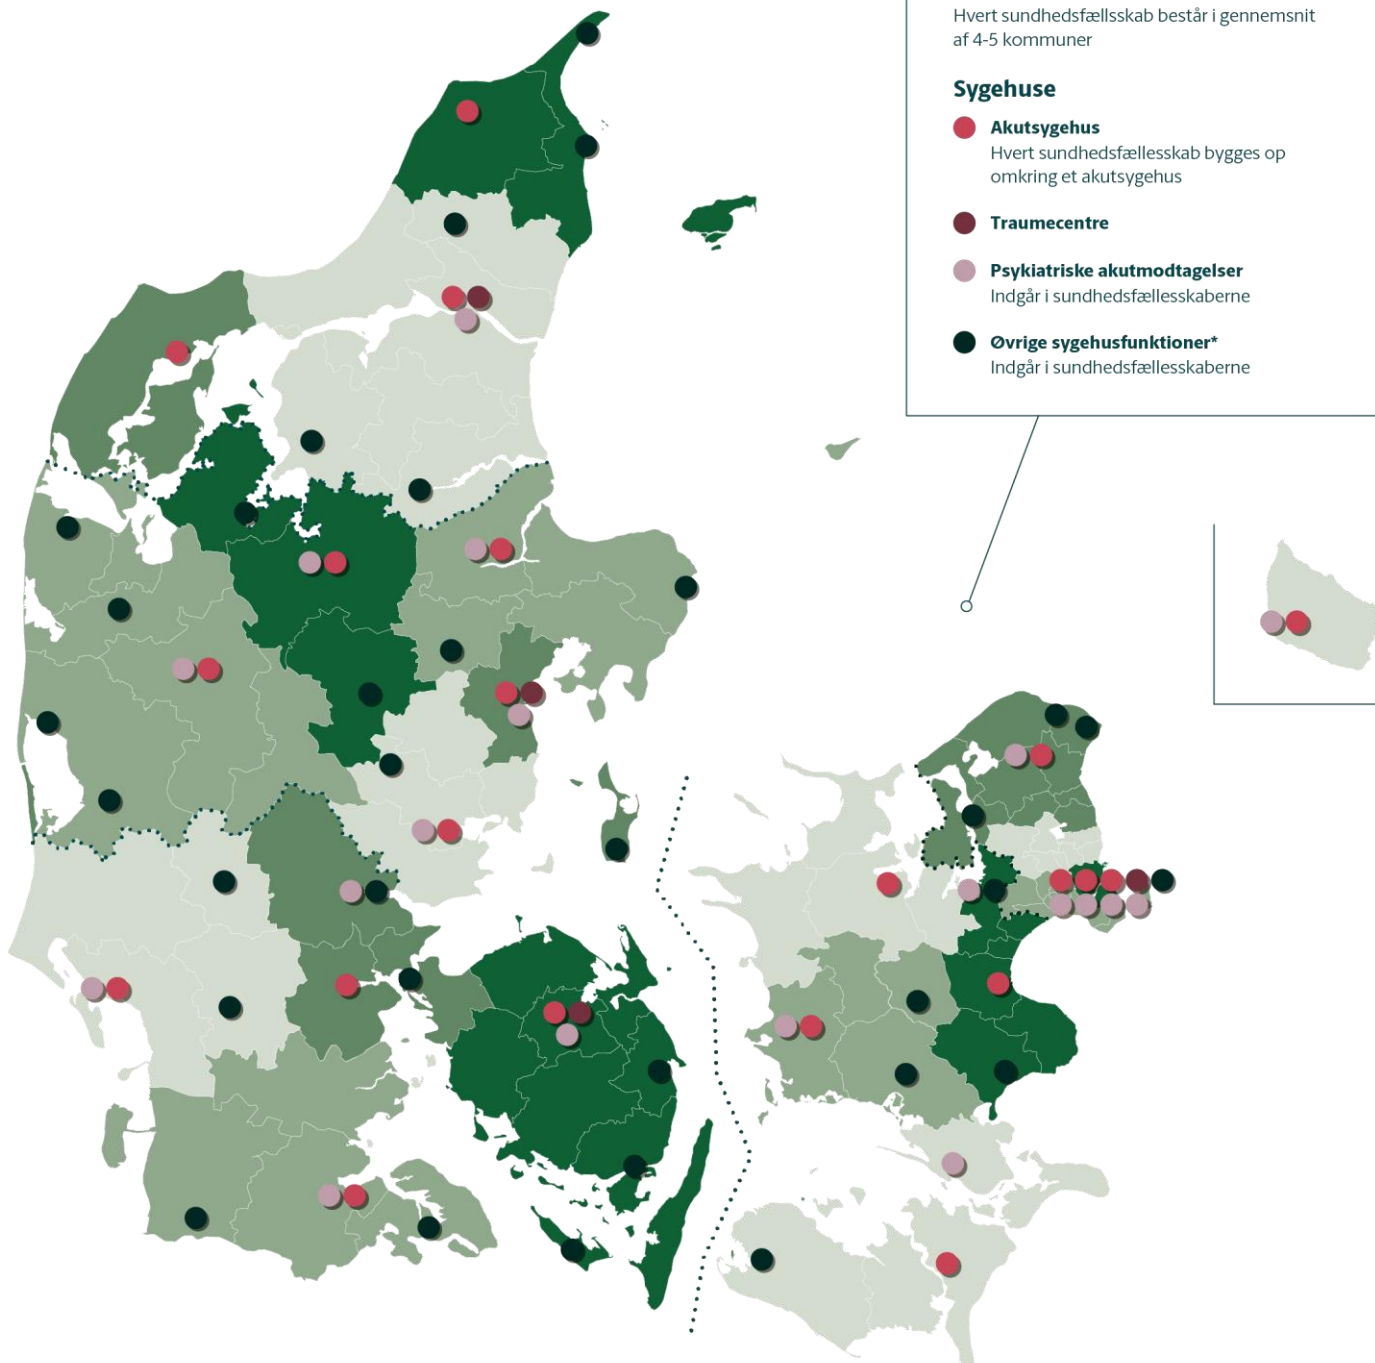 Hvert sundhedsfællsskab består i gennemsnit
af 4-5 kommuner
Sygehuse
Akutsygehus
Hvert sundhedsfællesskab bygges op
omkring et akutsygehus
Traumecentre
Psykiatriske akutmodtagelser
Indgår i sundhedsfællesskaberne
Øvrige sygehusfunktioner*
Indgår i sundhedsfællesskaberne